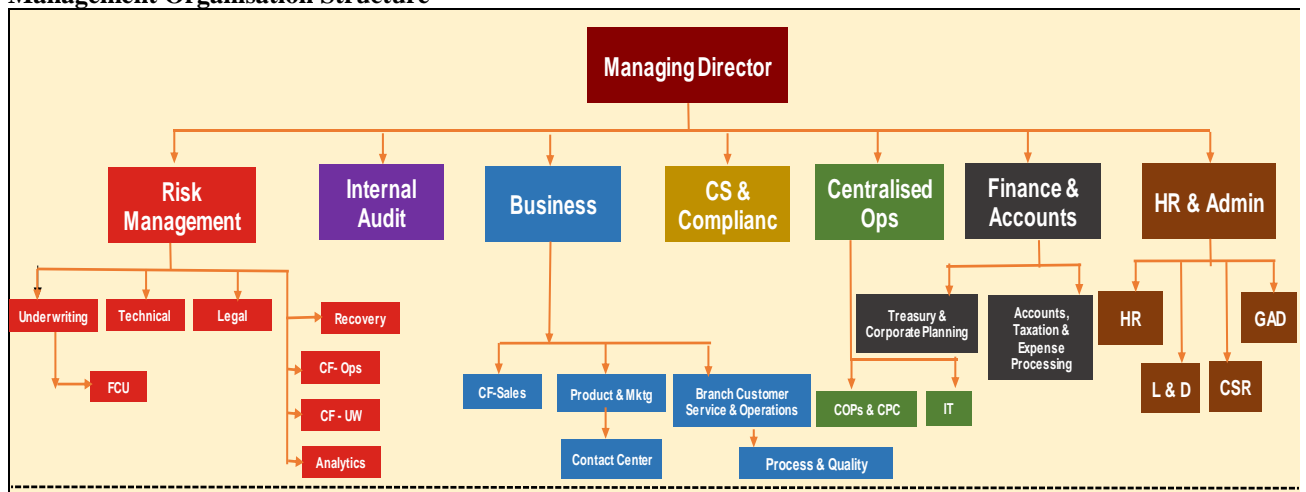 Management Organisation Structure
Managing Director
Risk
Management
Internal
Audit
Business
CS &
Complianc
Centralised
Ops
Finance &
Accounts
HR & Admin
Underwriting
Technical
Legal
Recovery
FCU
CF- Ops
CF - UW
Analytics
CF-Sales
Product & Mktg
Branch Customer
Service & Operations
Contact Center
Process & Quality
COPs & CPC
IT
Treasury &
Corporate Planning
Accounts,
Taxation &
Expense
Processing
HR
GAD
L & D
CSR